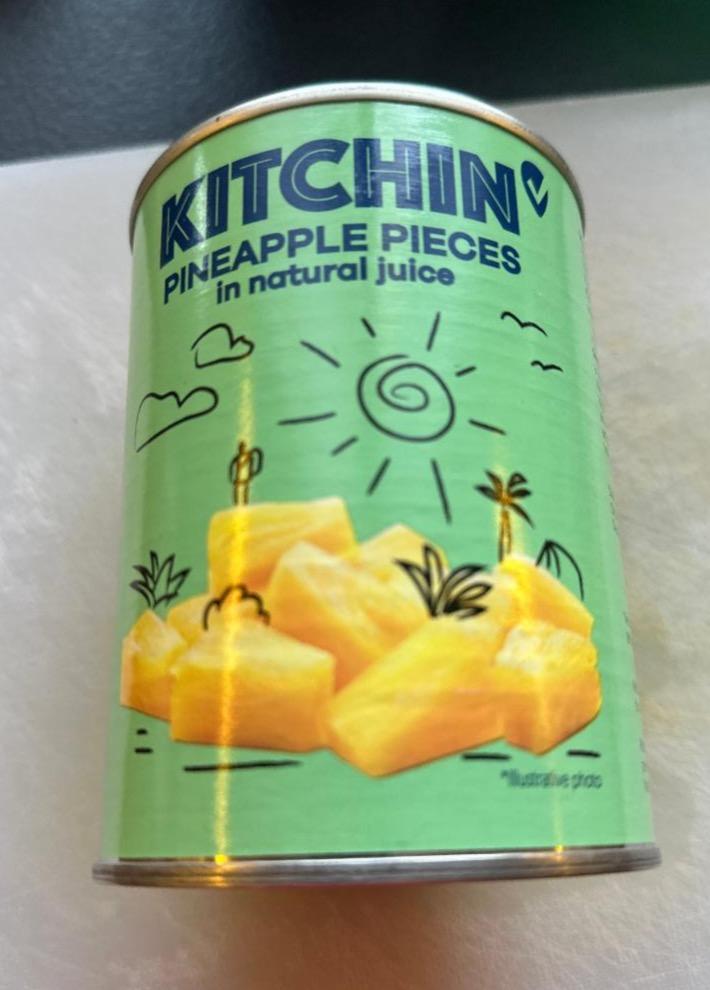 KITCHIN
PINEAPPLE PIECES
in natural juice
*Illustrative photo